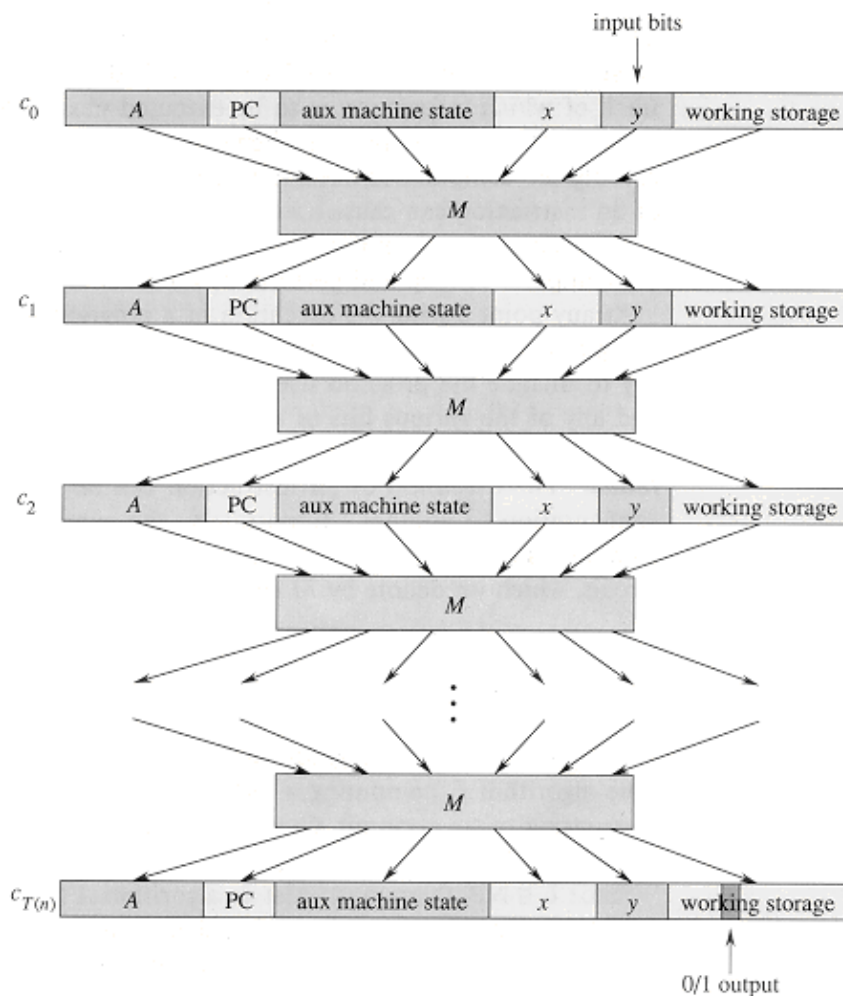 input bits
c₀ A PC aux machine state x y working storage
M
c₁ A PC aux machine state x y working storage
M
c₂ A PC aux machine state x y working storage
M
M
c_T(n) A PC aux machine state x y working storage
0/1 output